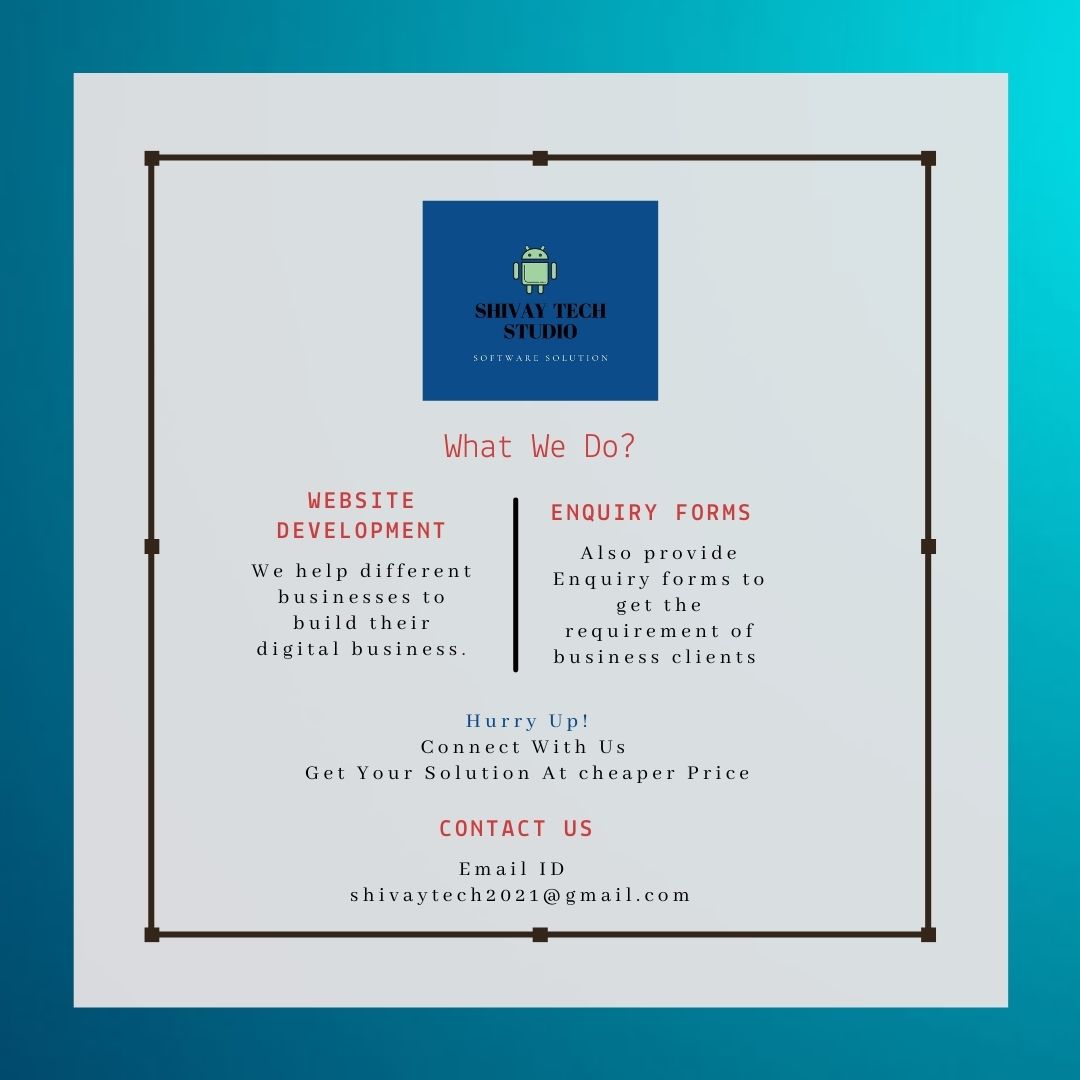 SHIVAY TECH
STUDIO
SOFTWARE SOLUTION
What We Do?
WEBSITE
DEVELOPMENT
We help different
businesses to
build their
digital business.
ENQUIRY FORMS
Also provide
Enquiry forms to
get the
requirement of
business clients
Hurry Up!
Connect With Us
Get Your Solution At cheaper Price
CONTACT US
Email ID
shivaytech2021@gmail.com